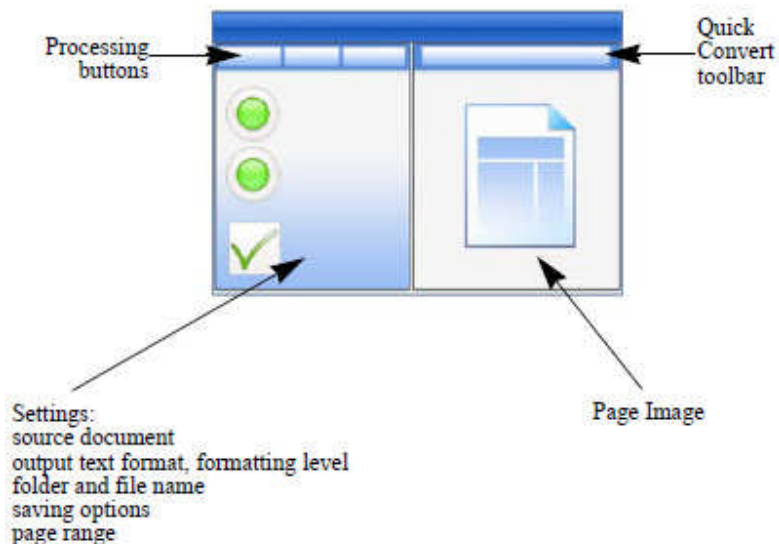 Processing
buttons
Quick
Convert
toolbar
Settings:
source document
output text format, formatting level
folder and file name
saving options
page range
Page Image